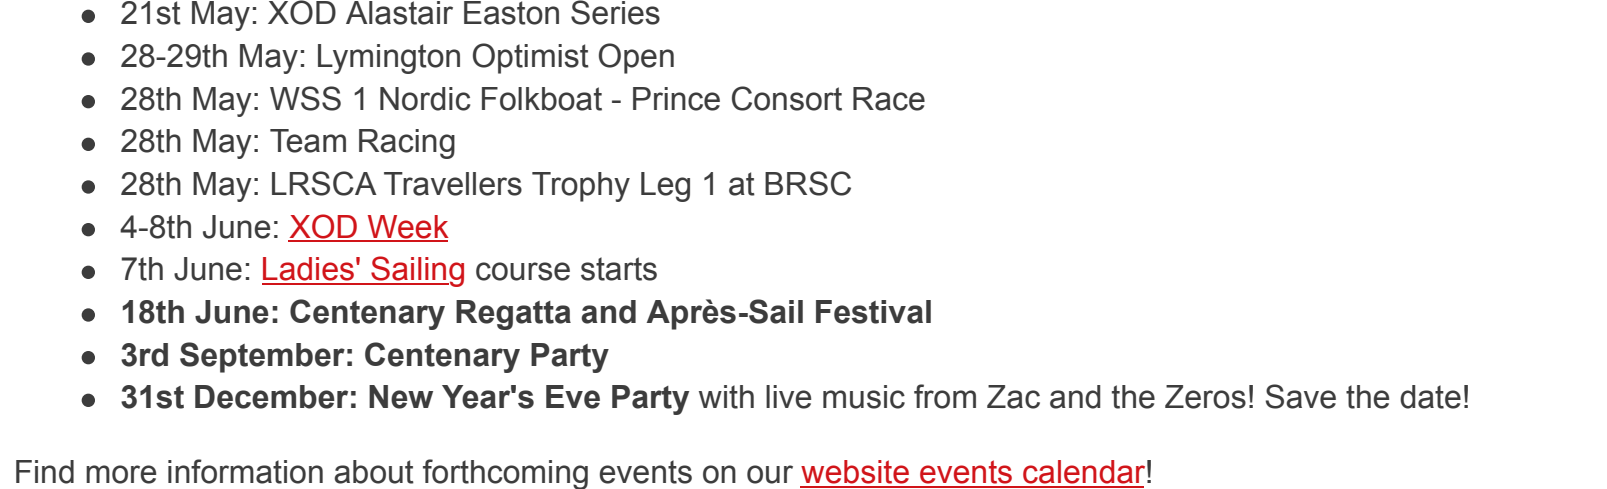 • 21st May: XOD Alastair Easton Series
• 28-29th May: Lymington Optimist Open
• 28th May: WSS 1 Nordic Folkboat - Prince Consort Race
• 28th May: Team Racing
• 28th May: LRSCA Travellers Trophy Leg 1 at BRSC
• 4-8th June: XOD Week
• 7th June: Ladies' Sailing course starts
• 18th June: Centenary Regatta and Après-Sail Festival
• 3rd September: Centenary Party
• 31st December: New Year's Eve Party with live music from Zac and the Zeros! Save the date!
Find more information about forthcoming events on our website events calendar!